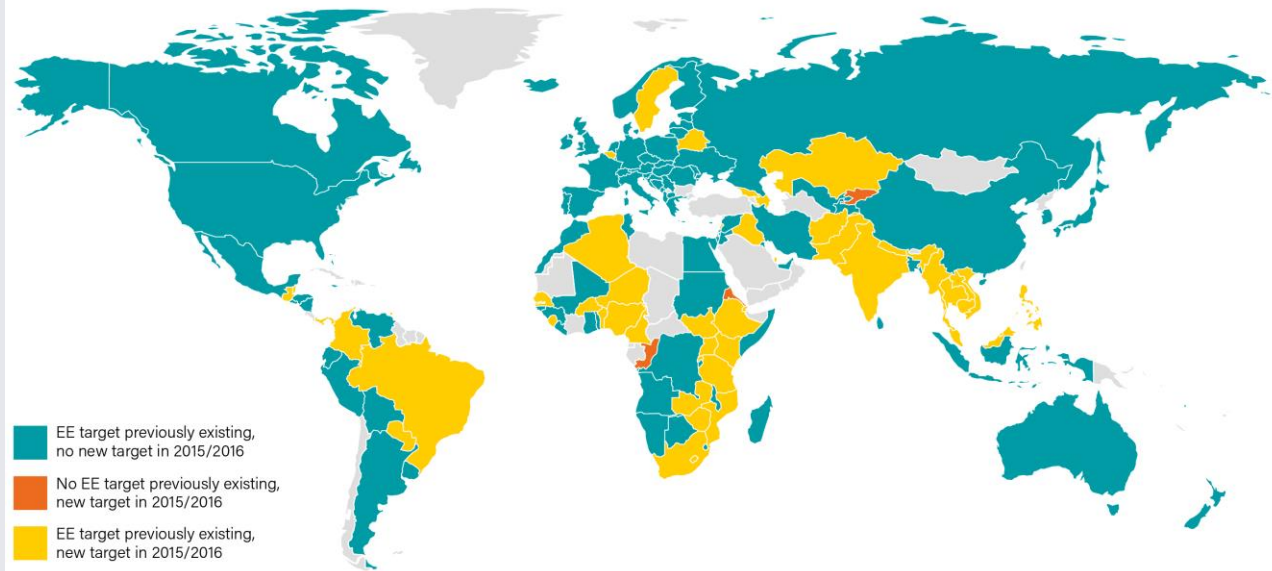 EE target previously existing,
no new target in 2015/2016
No EE target previously existing,
new target in 2015/2016
EE target previously existing,
new target in 2015/2016